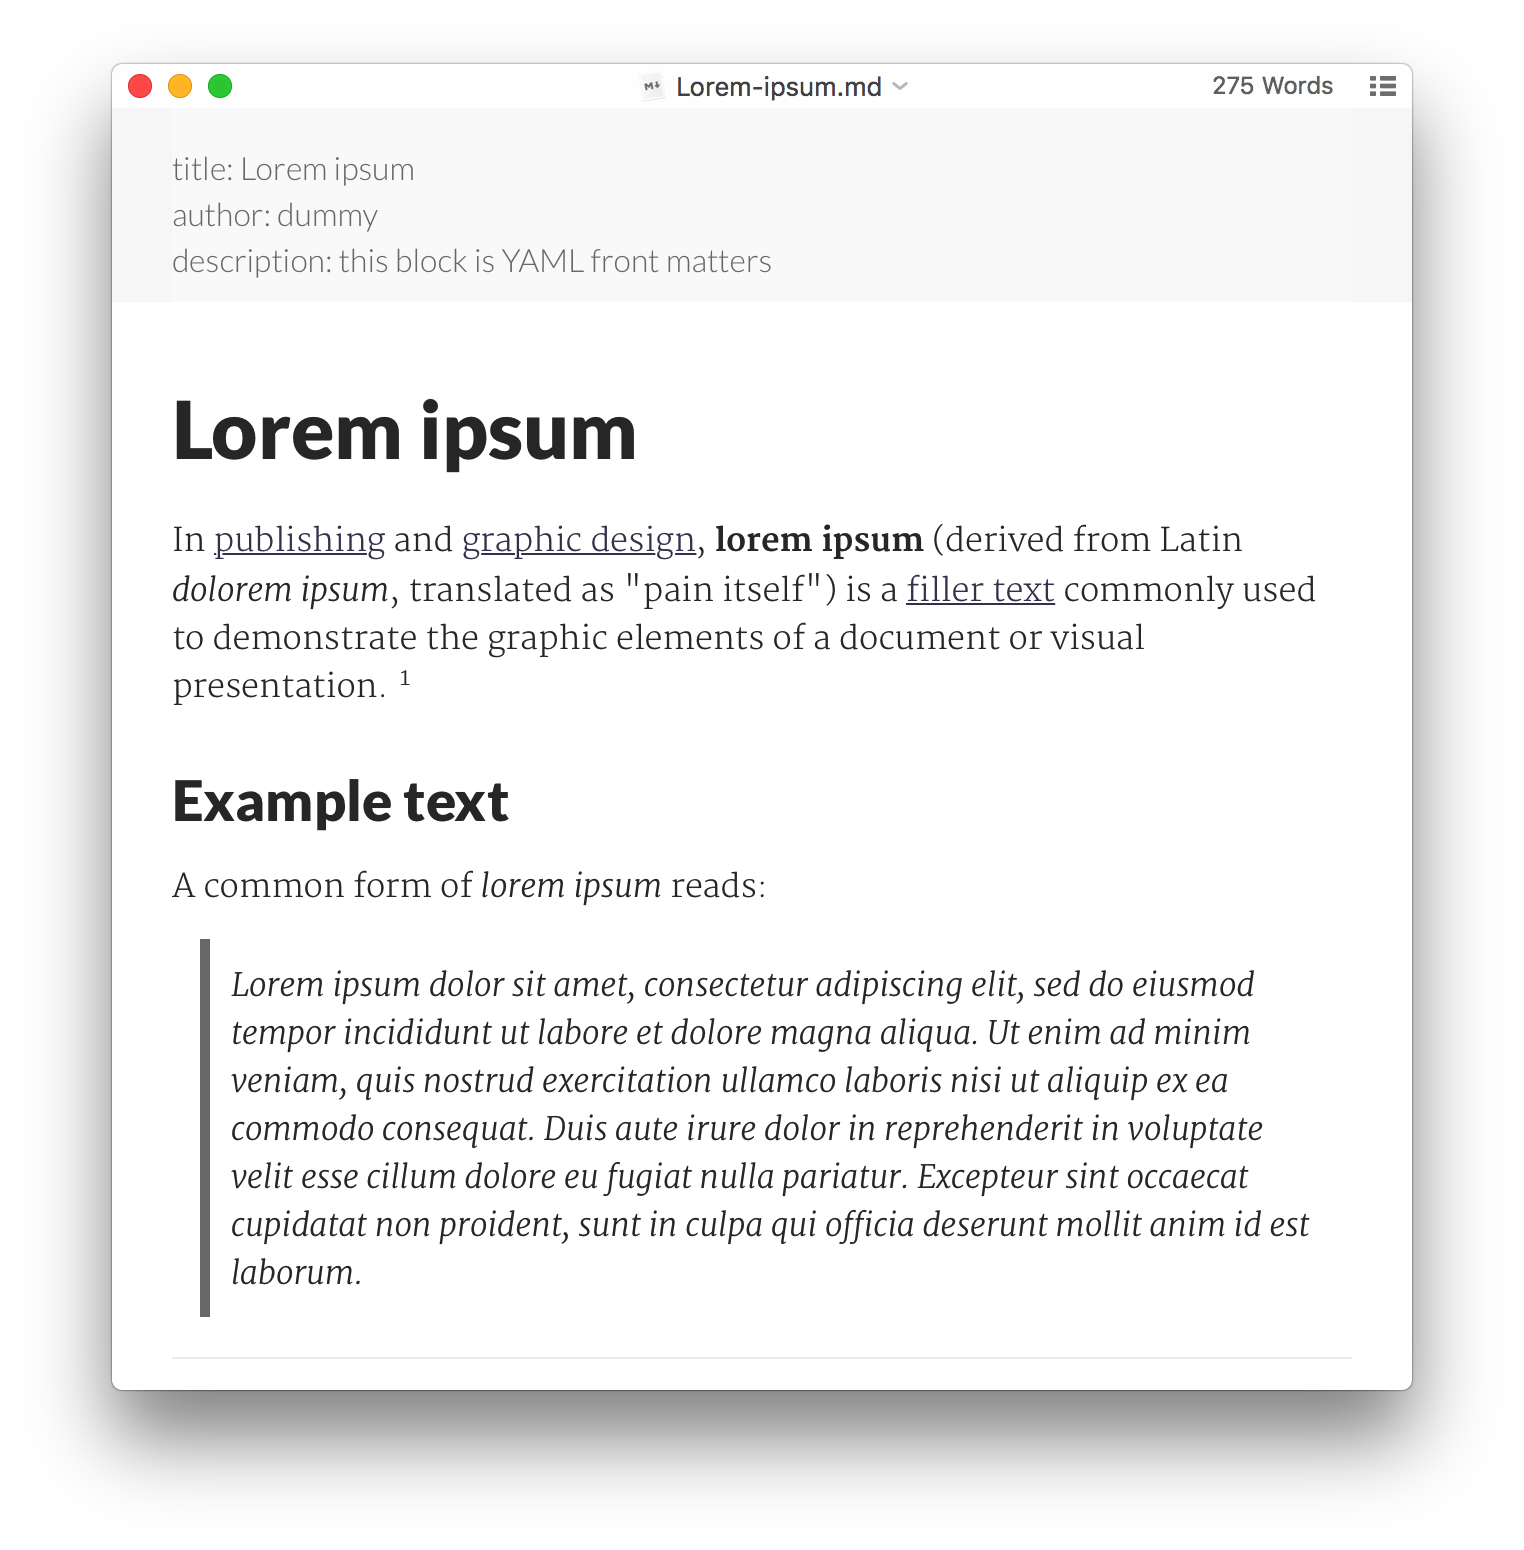 M↓ Lorem-ipsum.md 275 Words
title: Lorem ipsum
author: dummy
description: this block is YAML front matters
Lorem ipsum
In publishing and graphic design, lorem ipsum (derived from Latin
dolorem ipsum, translated as "pain itself") is a filler text commonly used
to demonstrate the graphic elements of a document or visual
presentation. 1
Example text
A common form of lorem ipsum reads:
Lorem ipsum dolor sit amet, consectetur adipiscing elit, sed do eiusmod
tempor incididunt ut labore et dolore magna aliqua. Ut enim ad minim
veniam, quis nostrud exercitation ullamco laboris nisi ut aliquip ex ea
commodo consequat. Duis aute irure dolor in reprehenderit in voluptate
velit esse cillum dolore eu fugiat nulla pariatur. Excepteur sint occaecat
cupidatat non proident, sunt in culpa qui officia deserunt mollit anim id est
laborum.